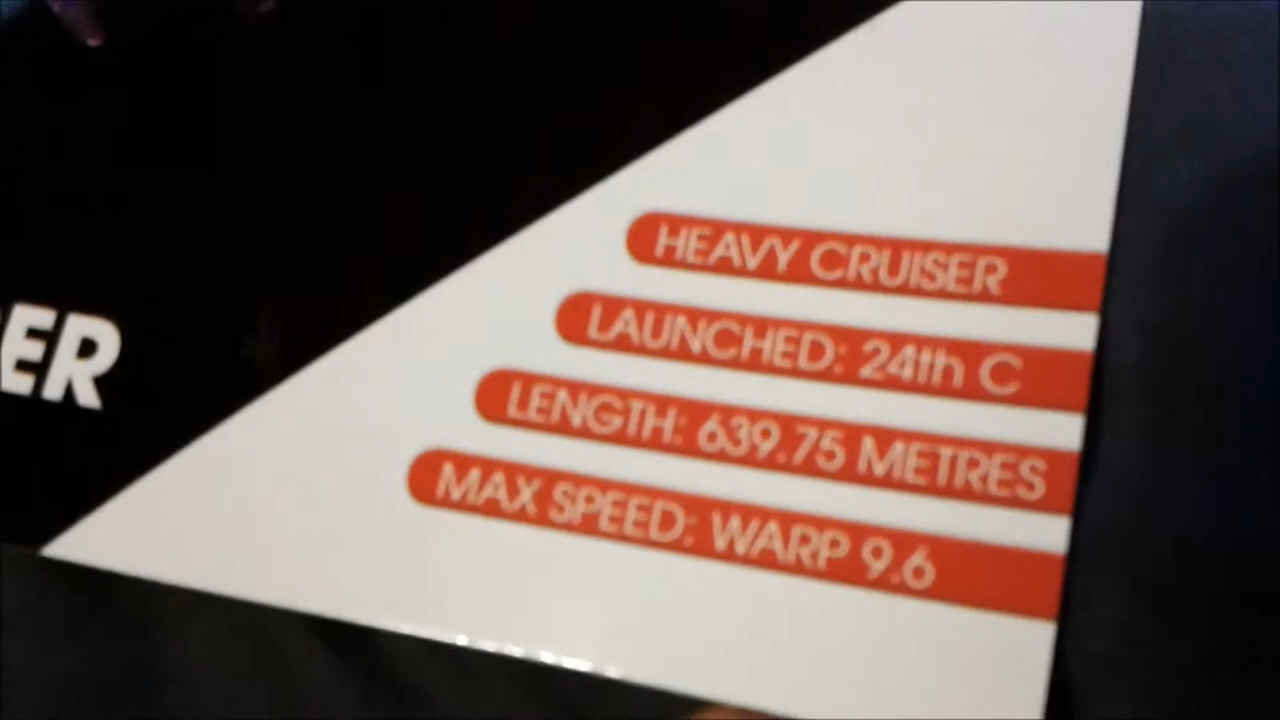 HEAVY CRUISER
LAUNCHED: 24th C
LENGTH: 639.75 METRES
ER
MAX SPEED: WARP 9.6